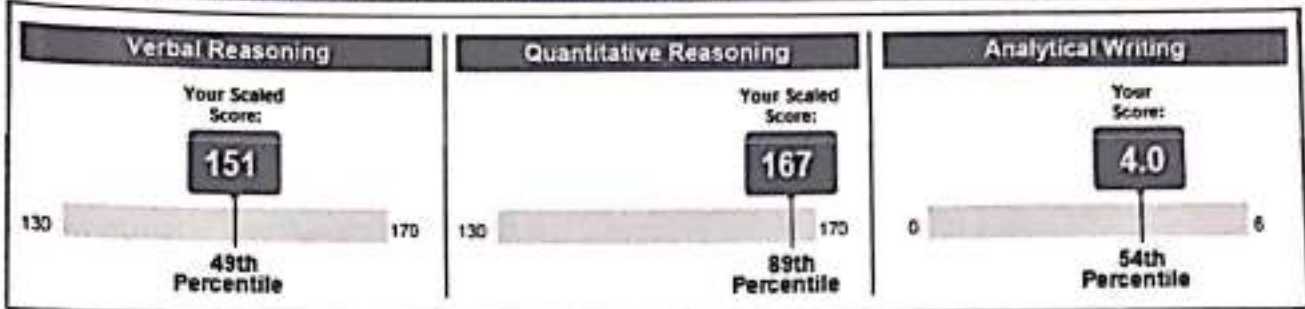 Verbal Reasoning
Your Scaled
Score:
151
130
170
49th
Percentile
Quantitative Reasoning
Your Scaled
Score:
167
130
170
89th
Percentile
Analytical Writing
Your
Score:
4.0
0
6
54th
Percentile